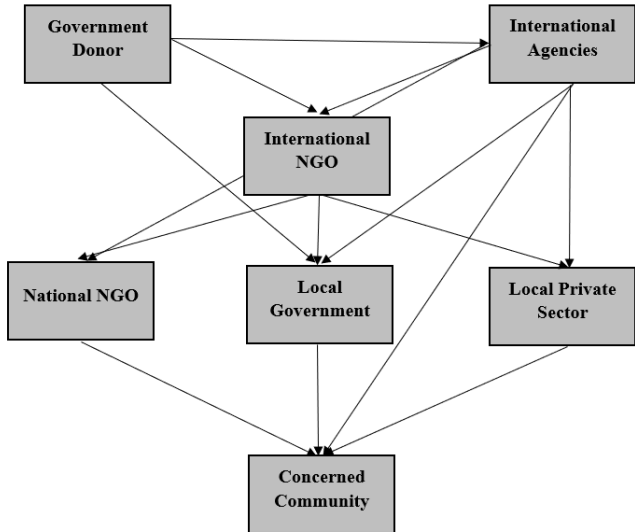 Government
Donor
International
Agencies
International
NGO
National NGO
Local
Government
Local Private
Sector
Concerned
Community